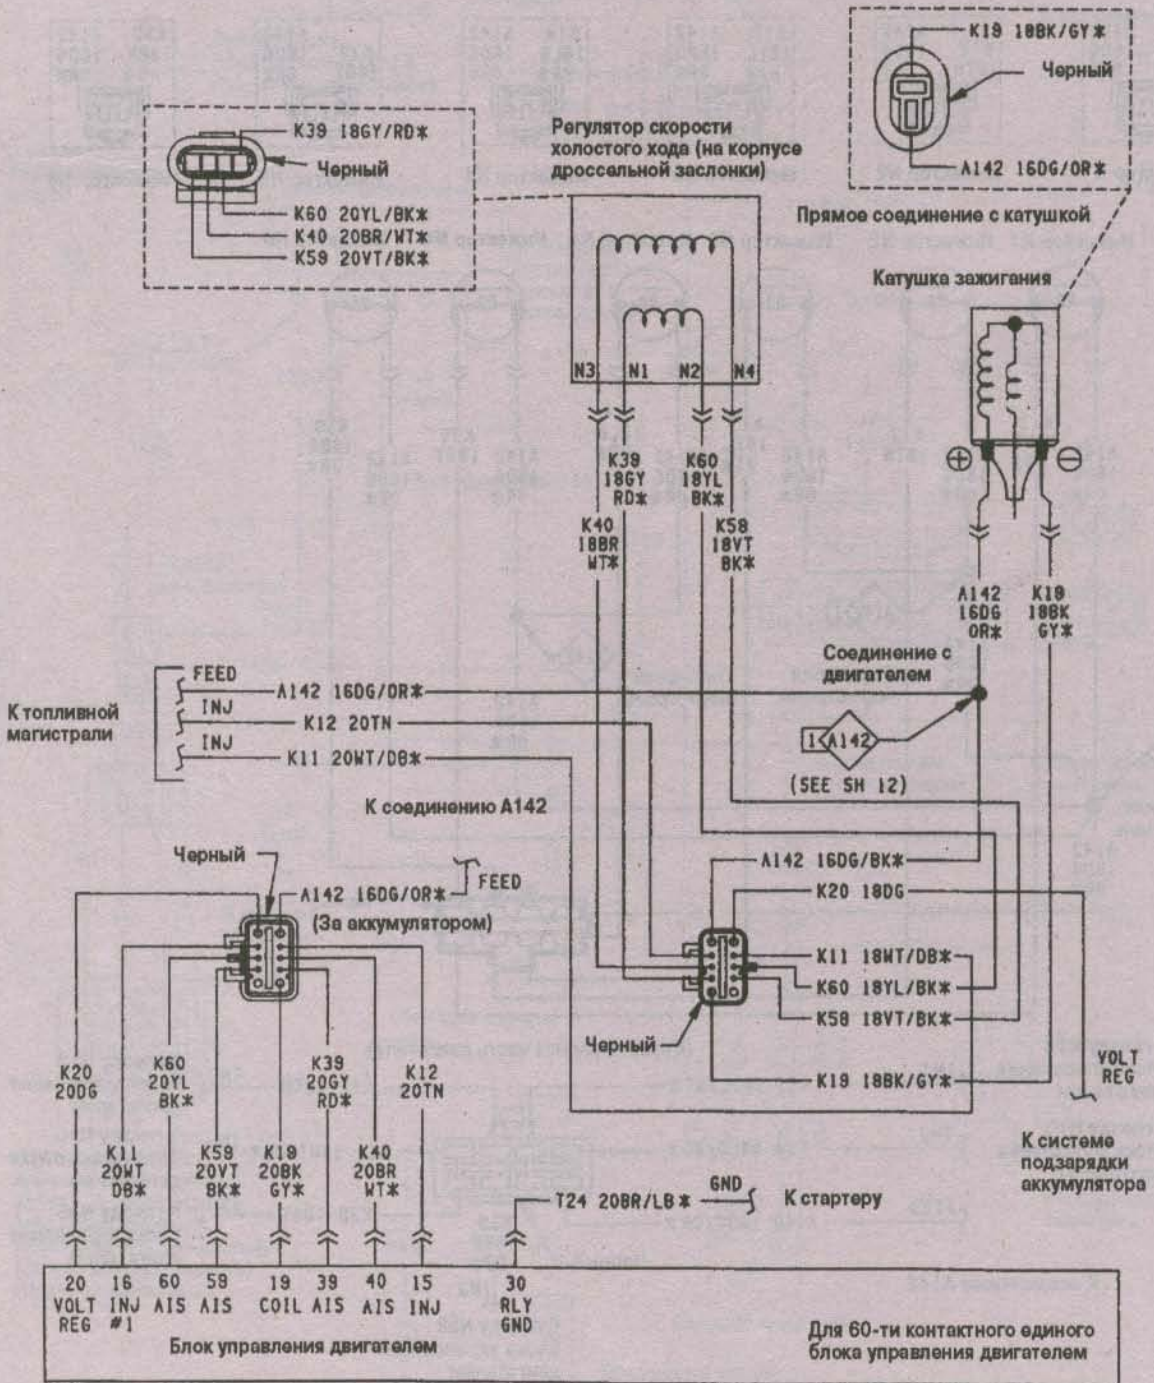 K19 18BK/GY*
Черный
A142 16DG/OR*
Прямое соединение с катушкой
K39 18GY/RD*
Черный
K60 20YL/BK*
K40 20BR/WT*
K59 20VT/BK*
Регулятор скорости
холостого хода (на корпусе
дроссельной заслонки)
Катушка зажигания
N3 N1 N2 N4
K39
18GY
RD*
K60
18YL
BK*
K40
18BR
WT*
K58
18VT
BK*
+ −
A142
16DG
OR*
K19
18BK
GY*
Соединение с
двигателем
FEED
A142 16DG/OR*
INJ
K12 20TN
INJ
K11 20WT/DB*
К топливной
магистрали
1 A142
(SEE SH 12)
К соединению A142
Черный
A142 16DG/OR*
FEED
(За аккумулятором)
A142 16DG/BK*
K20 18DG
K11 18WT/DB*
K60 18YL/BK*
K58 18VT/BK*
Черный
K19 18BK/GY*
VOLT
REG
К системе
подзарядки
аккумулятора
K20
20DG
K60
20YL
BK*
K39
20GY
RD*
K12
20TN
K11
20WT
DB*
K59
20VT
BK*
K19
20BK
GY*
K40
20BR
WT*
T24 20BR/LB*
GND
К стартеру
20 16 60 59 19 39 40 15 30
VOLT INJ AIS AIS COIL AIS AIS INJ RLY
REG #1 GND
Блок управления двигателем
Для 60-ти контактного единого
блока управления двигателем